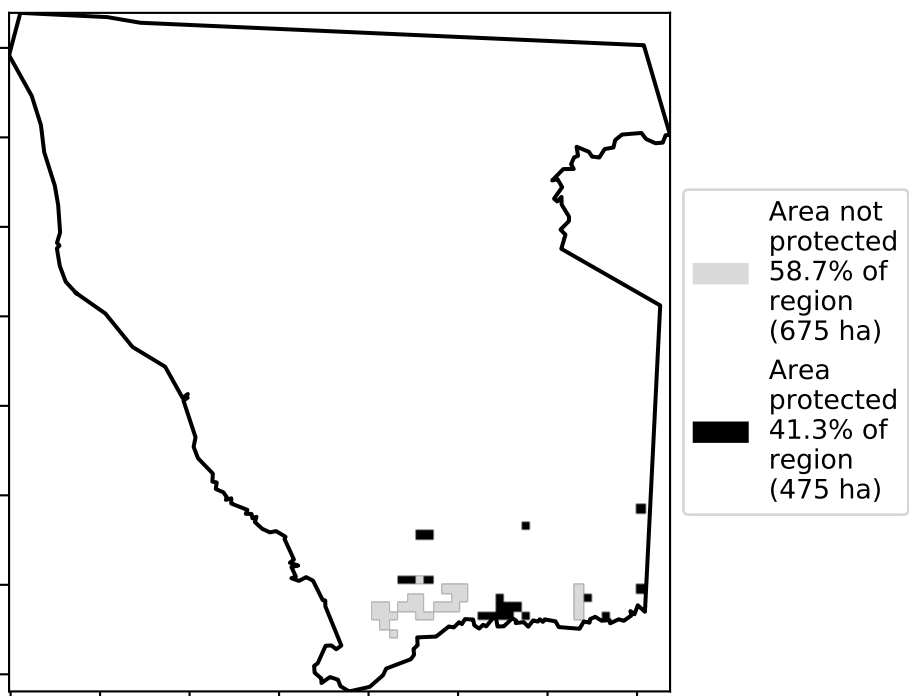 Area not
protected
58.7% of
region
(675 ha)
Area
protected
41.3% of
region
(475 ha)